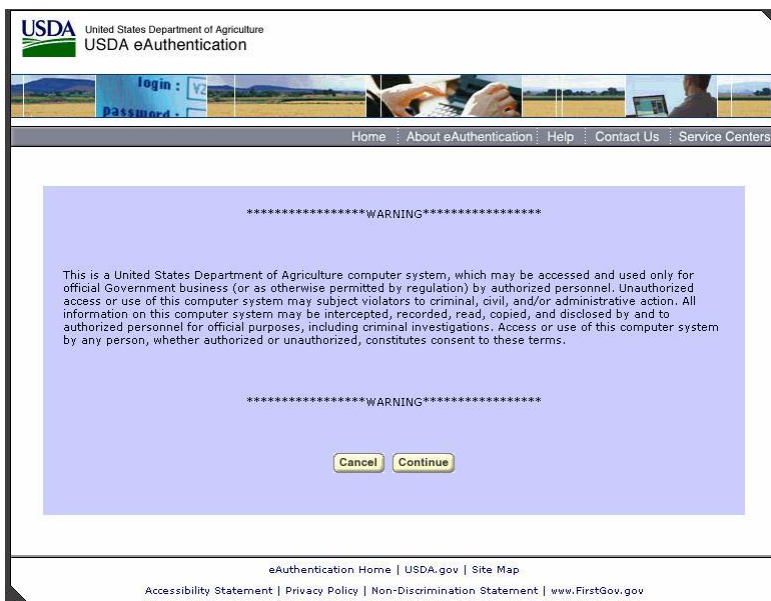 USDA United States Department of Agriculture
USDA eAuthentication
login :
password :
Home About eAuthentication Help Contact Us Service Centers
*****************WARNING*****************
This is a United States Department of Agriculture computer system, which may be accessed and used only for
official Government business (or as otherwise permitted by regulation) by authorized personnel. Unauthorized
access or use of this computer system may subject violators to criminal, civil, and/or administrative action. All
information on this computer system may be intercepted, recorded, read, copied, and disclosed by and to
authorized personnel for official purposes, including criminal investigations. Access or use of this computer system
by any person, whether authorized or unauthorized, constitutes consent to these terms.
*****************WARNING*****************
Cancel Continue
eAuthentication Home | USDA.gov | Site Map
Accessibility Statement | Privacy Policy | Non-Discrimination Statement | www.FirstGov.gov